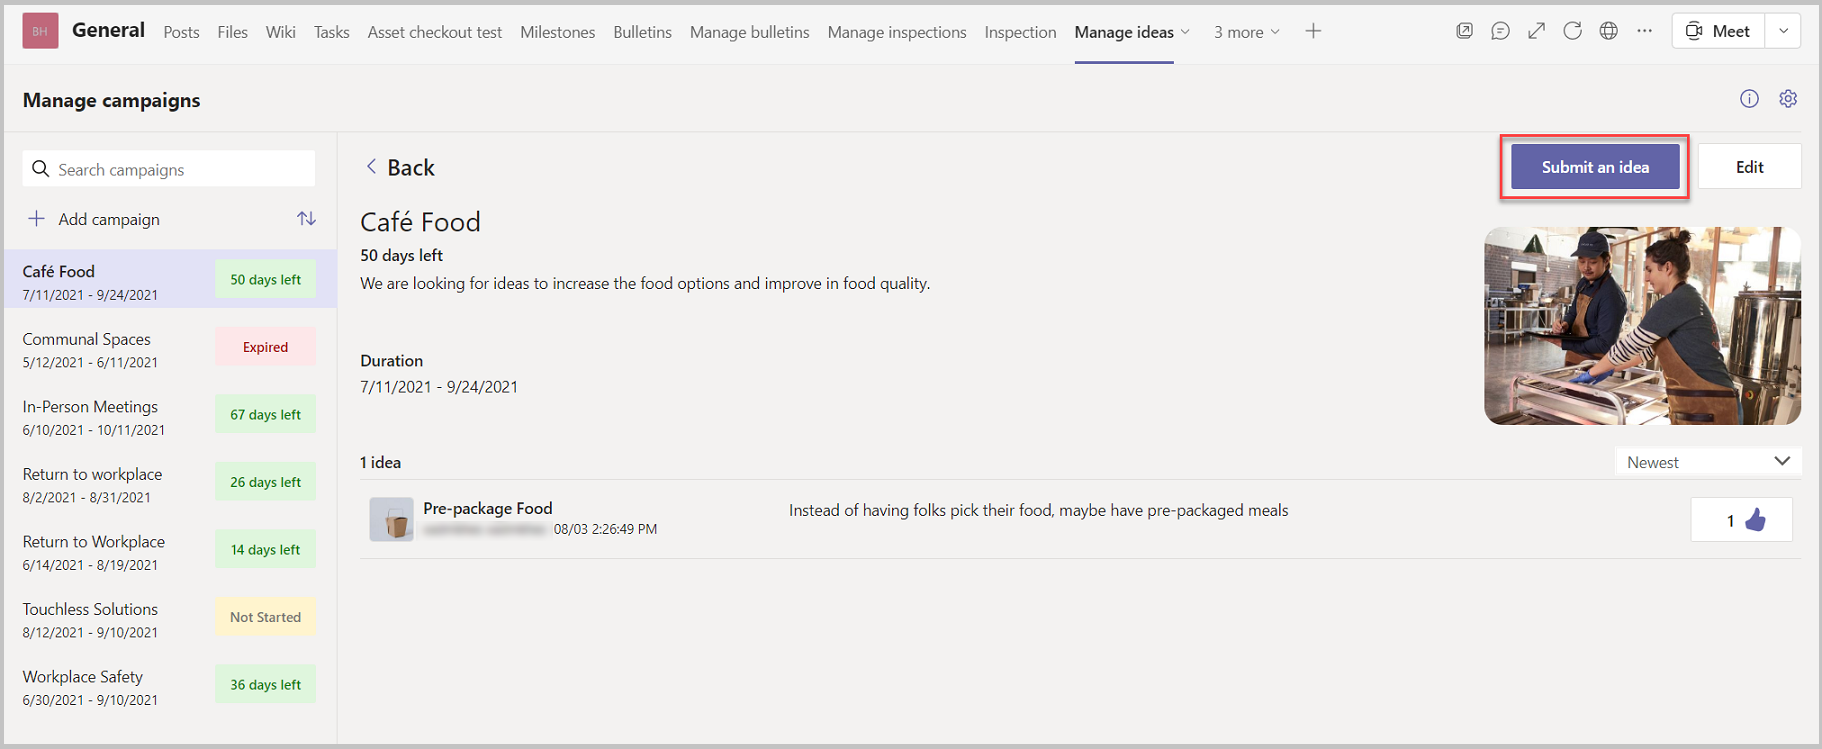 BH General Posts Files Wiki Tasks Asset checkout test Milestones Bulletins Manage bulletins Manage inspections Inspection Manage ideas 3 more Meet
Manage campaigns
Search campaigns
Add campaign
Café Food 50 days left
7/11/2021 - 9/24/2021
Communal Spaces Expired
5/12/2021 - 6/11/2021
In-Person Meetings 67 days left
6/10/2021 - 10/11/2021
Return to workplace 26 days left
8/2/2021 - 8/31/2021
Return to Workplace 14 days left
6/14/2021 - 8/19/2021
Touchless Solutions Not Started
8/12/2021 - 9/10/2021
Workplace Safety 36 days left
6/30/2021 - 9/10/2021
Back Submit an idea Edit
Café Food
50 days left
We are looking for ideas to increase the food options and improve in food quality.
Duration
7/11/2021 - 9/24/2021
1 idea Newest
Pre-package Food Instead of having folks pick their food, maybe have pre-packaged meals 1
08/03 2:26:49 PM